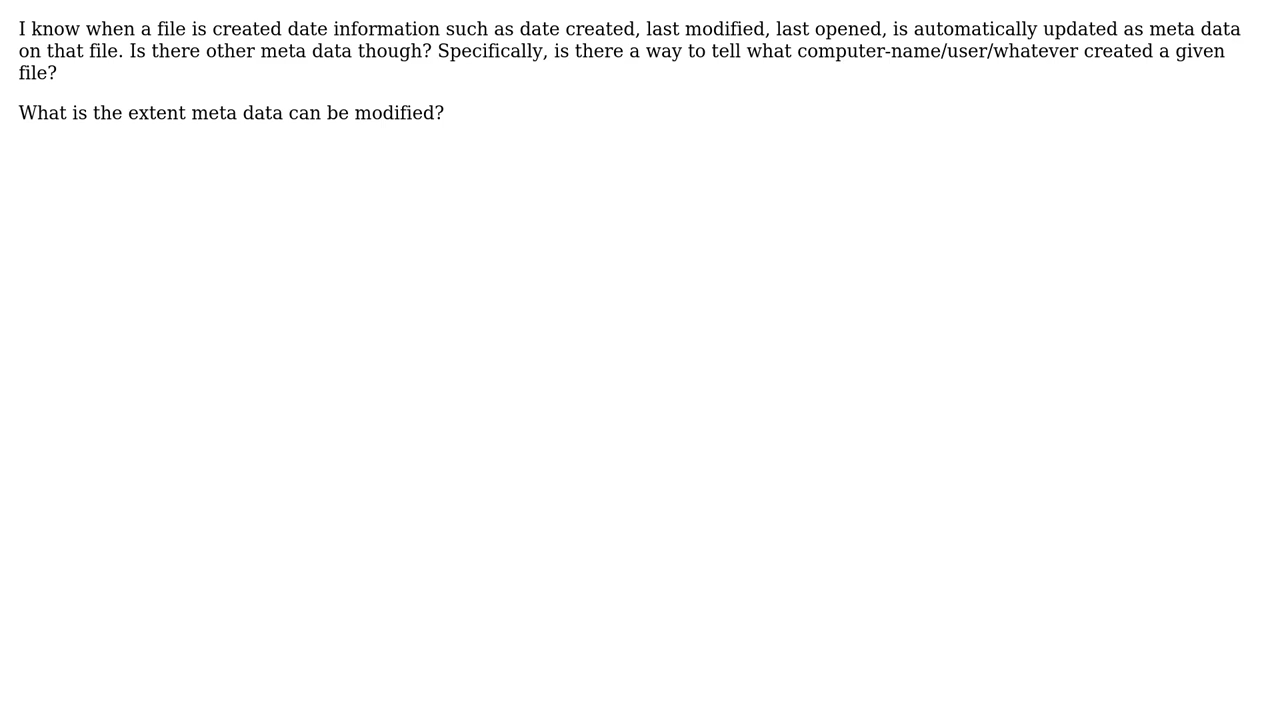 I know when a file is created date information such as date created, last modified, last opened, is automatically updated as meta data
on that file. Is there other meta data though? Specifically, is there a way to tell what computer-name/user/whatever created a given
file?
What is the extent meta data can be modified?